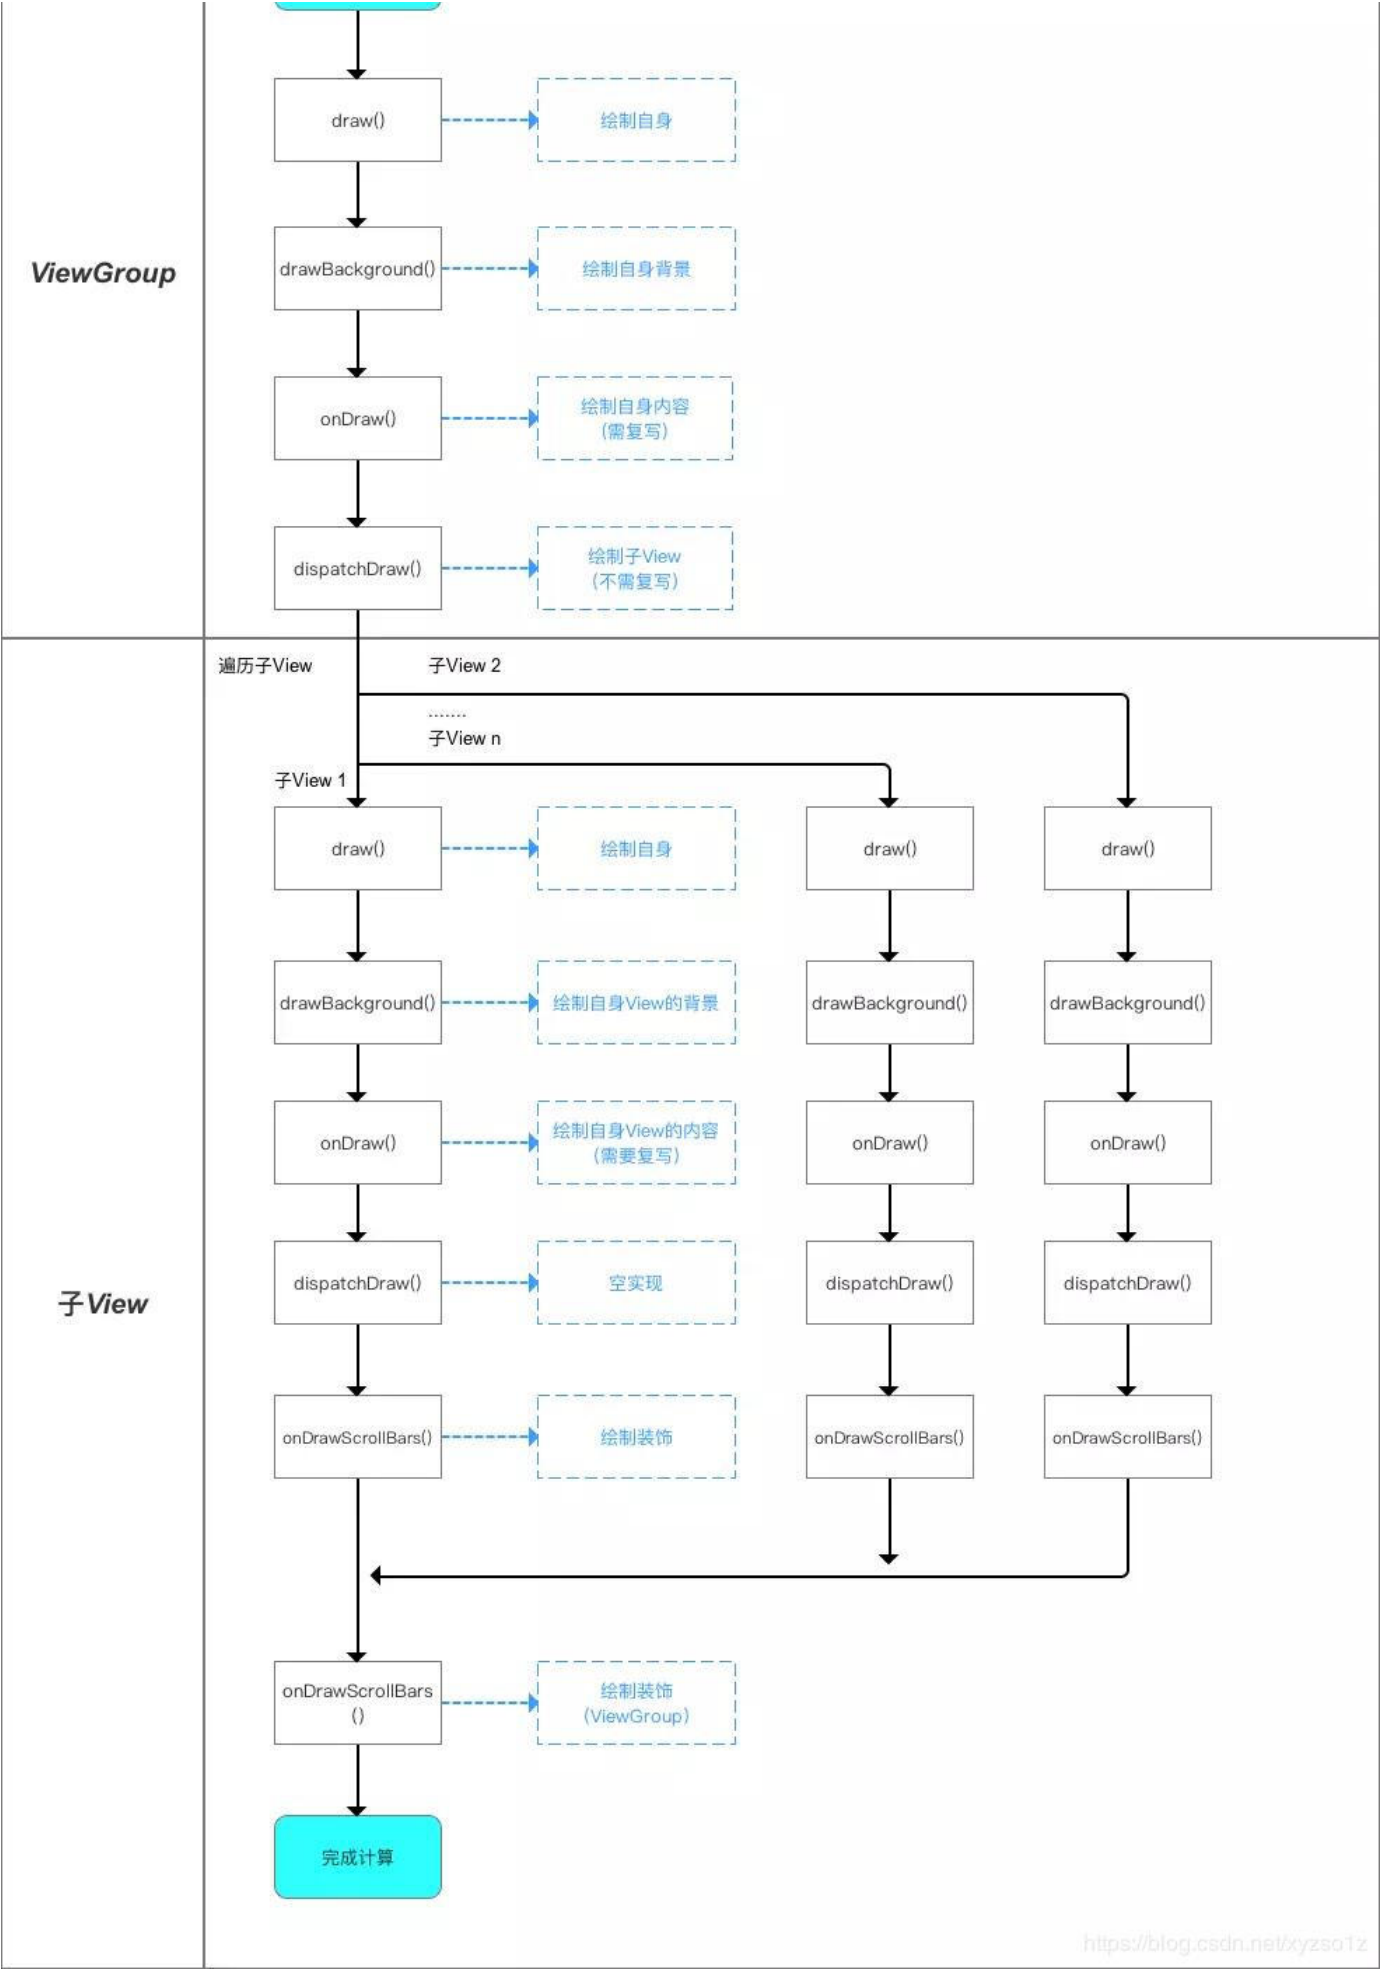 ViewGroup
draw()
绘制自身
drawBackground()
绘制自身背景
onDraw()
绘制自身内容
(需复写)
dispatchDraw()
绘制子View
(不需复写)
子View
遍历子View
子View 2
.......
子View n
子View 1
draw()
绘制自身
draw()
draw()
drawBackground()
绘制自身View的背景
drawBackground()
drawBackground()
onDraw()
绘制自身View的内容
(需要复写)
onDraw()
onDraw()
dispatchDraw()
空实现
dispatchDraw()
dispatchDraw()
onDrawScrollBars()
绘制装饰
onDrawScrollBars()
onDrawScrollBars()
onDrawScrollBars
()
绘制装饰
(ViewGroup)
完成计算
https://blog.csdn.net/xyzso1z